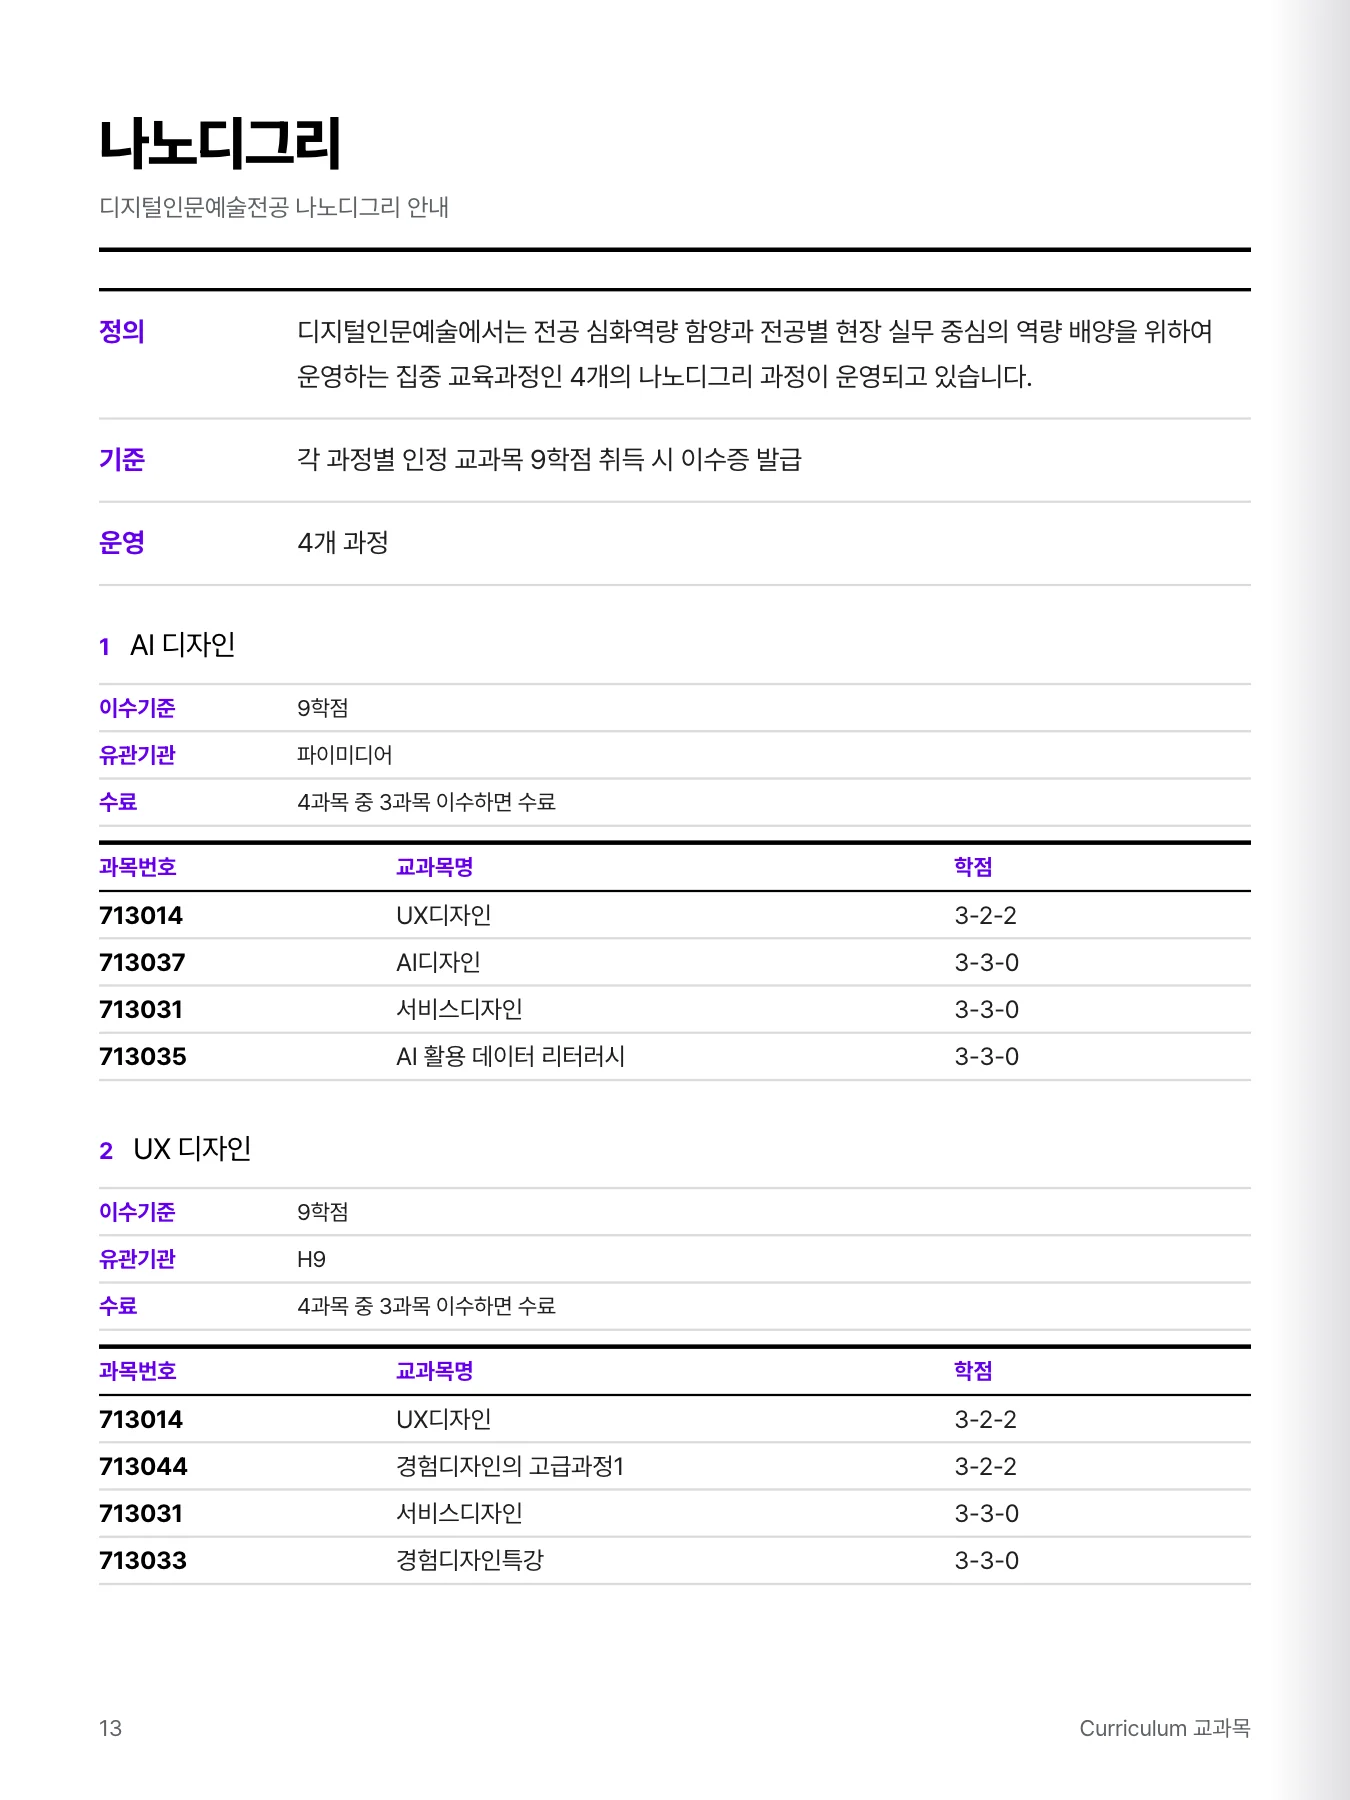 나노디그리
디지털인문예술전공 나노디그리 안내
정의 디지털인문예술에서는 전공 심화역량 함양과 전공별 현장 실무 중심의 역량 배양을 위하여
운영하는 집중 교육과정인 4개의 나노디그리 과정이 운영되고 있습니다.
기준 각 과정별 인정 교과목 9학점 취득 시 이수증 발급
운영 4개 과정
1 AI 디자인
이수기준 9학점
유관기관 파이미디어
수료 4과목 중 3과목 이수하면 수료
과목번호 교과목명 학점
713014 UX디자인 3-2-2
713037 AI디자인 3-3-0
713031 서비스디자인 3-3-0
713035 AI 활용 데이터 리터러시 3-3-0
2 UX 디자인
이수기준 9학점
유관기관 H9
수료 4과목 중 3과목 이수하면 수료
과목번호 교과목명 학점
713014 UX디자인 3-2-2
713044 경험디자인의 고급과정1 3-2-2
713031 서비스디자인 3-3-0
713033 경험디자인특강 3-3-0
13 Curriculum 교과목